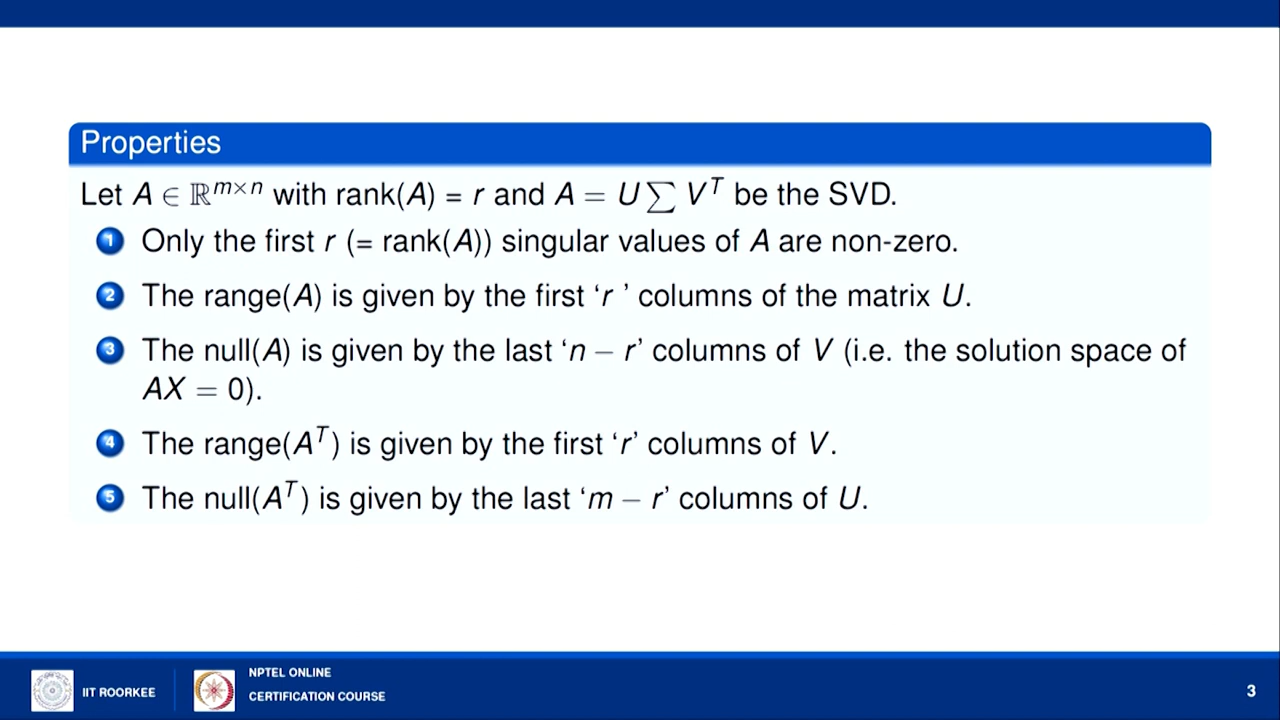 Properties
Let A ∈ ℝ^{m×n} with rank(A) = r and A = U∑V^T be the SVD.
1 Only the first r (= rank(A)) singular values of A are non-zero.
2 The range(A) is given by the first ‘r ’ columns of the matrix U.
3 The null(A) is given by the last ‘n − r’ columns of V (i.e. the solution space of
AX = 0).
4 The range(A^T) is given by the first ‘r’ columns of V.
5 The null(A^T) is given by the last ‘m − r’ columns of U.
IIT ROORKEE
NPTEL ONLINE
CERTIFICATION COURSE
3